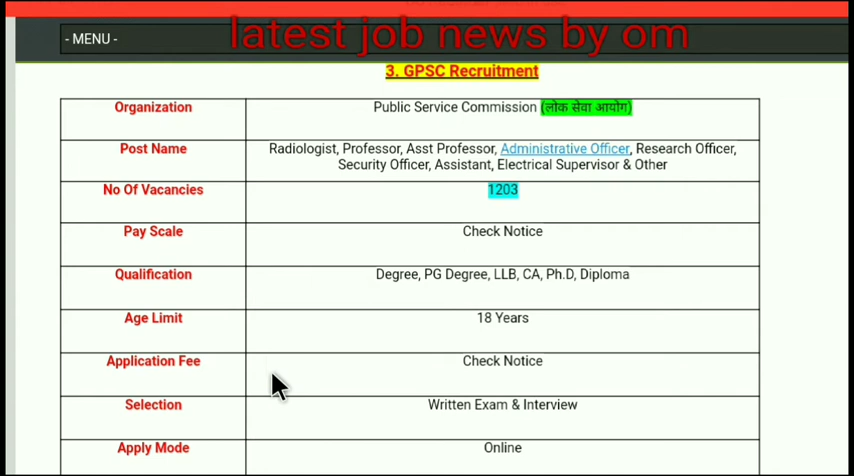 latest job news by om
- MENU -
3. GPSC Recruitment
Organization Public Service Commission (लोक सेवा आयोग)
Post Name Radiologist, Professor, Asst Professor, Administrative Officer, Research Officer,
Security Officer, Assistant, Electrical Supervisor & Other
No Of Vacancies 1203
Pay Scale Check Notice
Qualification Degree, PG Degree, LLB, CA, Ph.D, Diploma
Age Limit 18 Years
Application Fee Check Notice
Selection Written Exam & Interview
Apply Mode Online